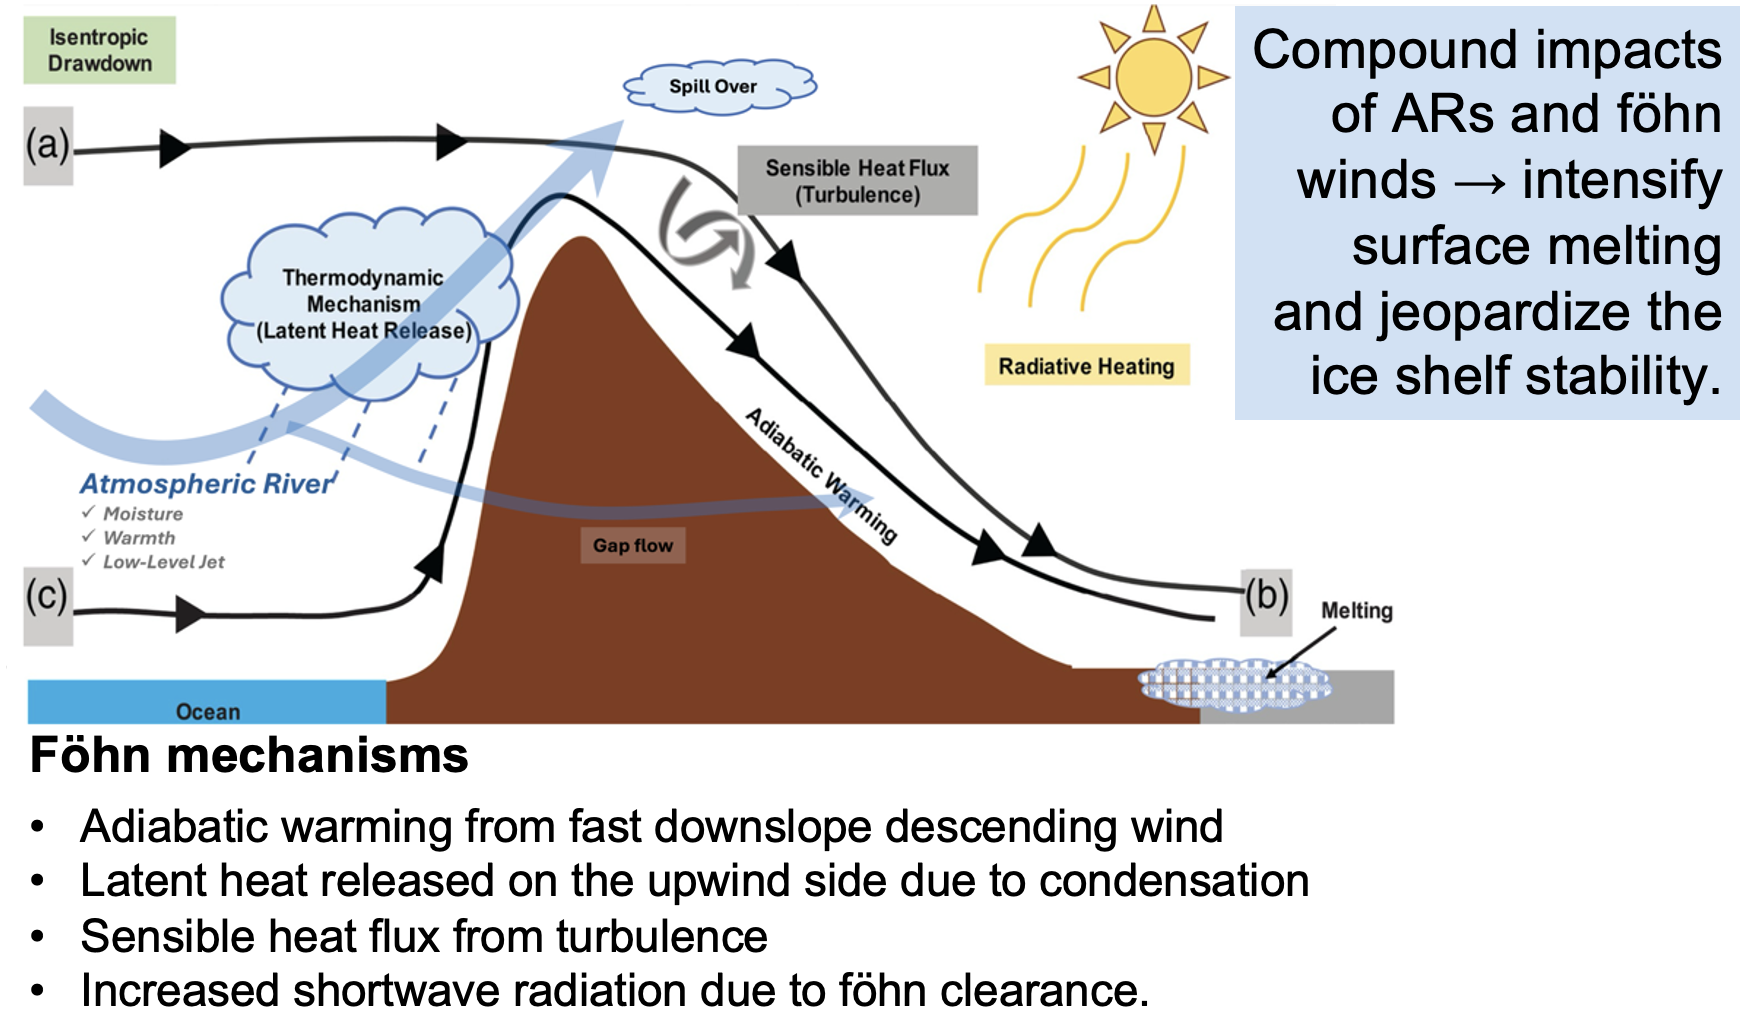 Isentropic
Drawdown
(a)
Spill Over
Sensible Heat Flux
(Turbulence)
Compound impacts
of ARs and föhn
winds → intensify
surface melting
and jeopardize the
ice shelf stability.
Thermodynamic
Mechanism
(Latent Heat Release)
Radiative Heating
Adiabatic Warming
Atmospheric River
✓ Moisture
✓ Warmth
✓ Low-Level Jet
Gap flow
(c)
(b)
Melting
Ocean
Föhn mechanisms
• Adiabatic warming from fast downslope descending wind
• Latent heat released on the upwind side due to condensation
• Sensible heat flux from turbulence
• Increased shortwave radiation due to föhn clearance.